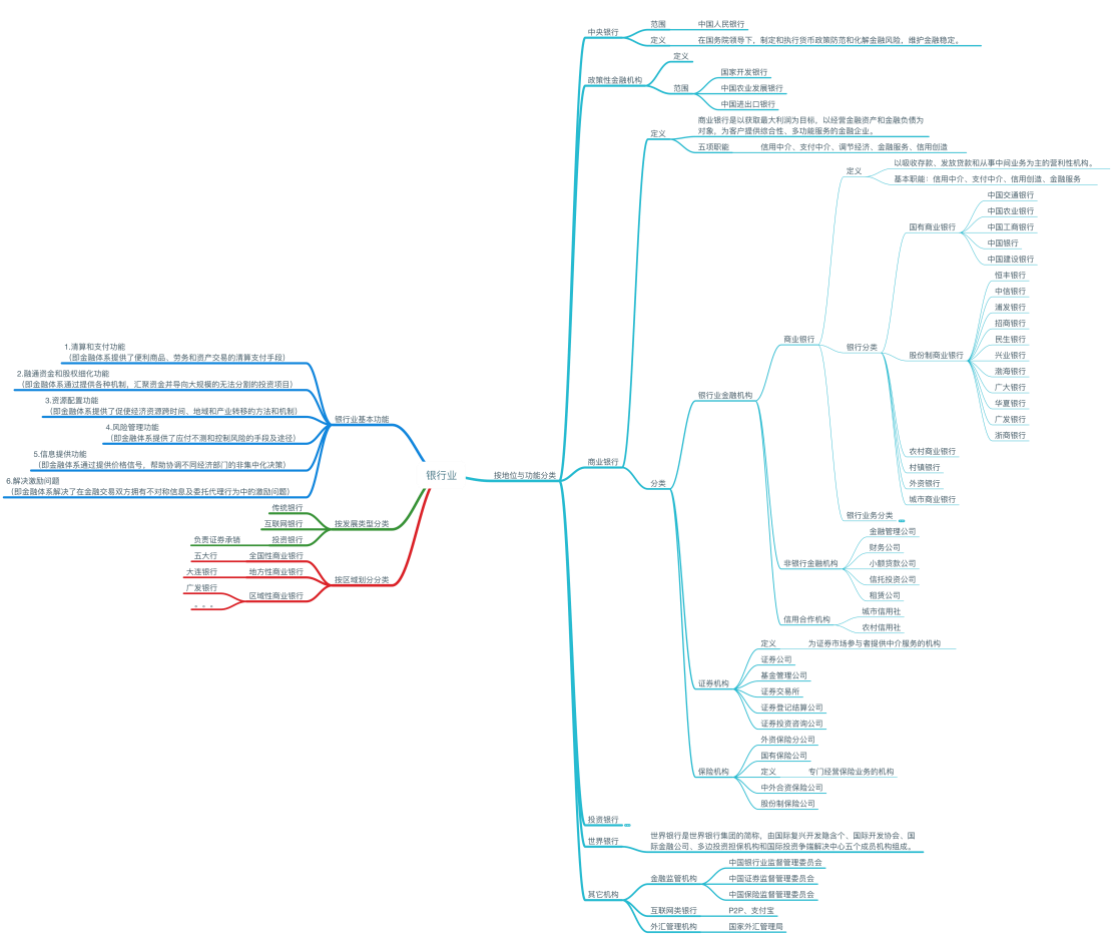 银行业
银行业基本功能
1.清算和支付功能
（即金融体系提供了便利商品、劳务和资产交易的清算支付手段）
2.融通资金和股权细化功能
（即金融体系通过提供各种机制，汇聚资金并导向大规模的无法分割的投资项目）
3.资源配置功能
（即金融体系提供了促使经济资源跨时间、地域和产业转移的方法和机制）
4.风险管理功能
（即金融体系提供了应付不测和控制风险的手段及途径）
5.信息提供功能
（即金融体系通过提供价格信号，帮助协调不同经济部门的非集中化决策）
6.解决激励问题
（即金融体系解决了在金融交易双方拥有不对称信息及委托代理行为中的激励问题）
按发展类型分类
传统银行
互联网银行
投资银行
负责证券承销
按区域划分分类
全国性商业银行
五大行
地方性商业银行
大连银行
区域性商业银行
广发银行
。。。
按地位与功能分类
中央银行
范围
中国人民银行
定义
在国务院领导下，制定和执行货币政策防范和化解金融风险，维护金融稳定。
政策性金融机构
定义
范围
国家开发银行
中国农业发展银行
中国进出口银行
商业银行
定义
商业银行是以获取最大利润为目标，以经营金融资产和金融负债为
对象，为客户提供综合性、多功能服务的金融企业。
五项职能
信用中介、支付中介、调节经济、金融服务、信用创造
分类
银行业金融机构
商业银行
定义
以吸收存款、发放贷款和从事中间业务为主的营利性机构。
基本职能：信用中介、支付中介、信用创造、金融服务
银行分类
国有商业银行
中国交通银行
中国农业银行
中国工商银行
中国银行
中国建设银行
股份制商业银行
恒丰银行
中信银行
浦发银行
招商银行
民生银行
兴业银行
渤海银行
广大银行
华夏银行
广发银行
浙商银行
农村商业银行
村镇银行
外资银行
城市商业银行
银行业务分类
非银行金融机构
金融管理公司
财务公司
小额贷款公司
信托投资公司
租赁公司
信用合作机构
城市信用社
农村信用社
证券机构
定义
为证券市场参与者提供中介服务的机构
证券公司
基金管理公司
证券交易所
证券登记结算公司
证券投资咨询公司
保险机构
外资保险分公司
国有保险公司
定义
专门经营保险业务的机构
中外合资保险公司
股份制保险公司
投资银行
世界银行
世界银行是世界银行集团的简称，由国际复兴开发隐含个、国际开发协会、国
际金融公司、多边投资担保机构和国际投资争端解决中心五个成员机构组成。
其它机构
金融监管机构
中国银行业监督管理委员会
中国证券监督管理委员会
中国保险监督管理委员会
互联网类银行
P2P、支付宝
外汇管理机构
国家外汇管理局